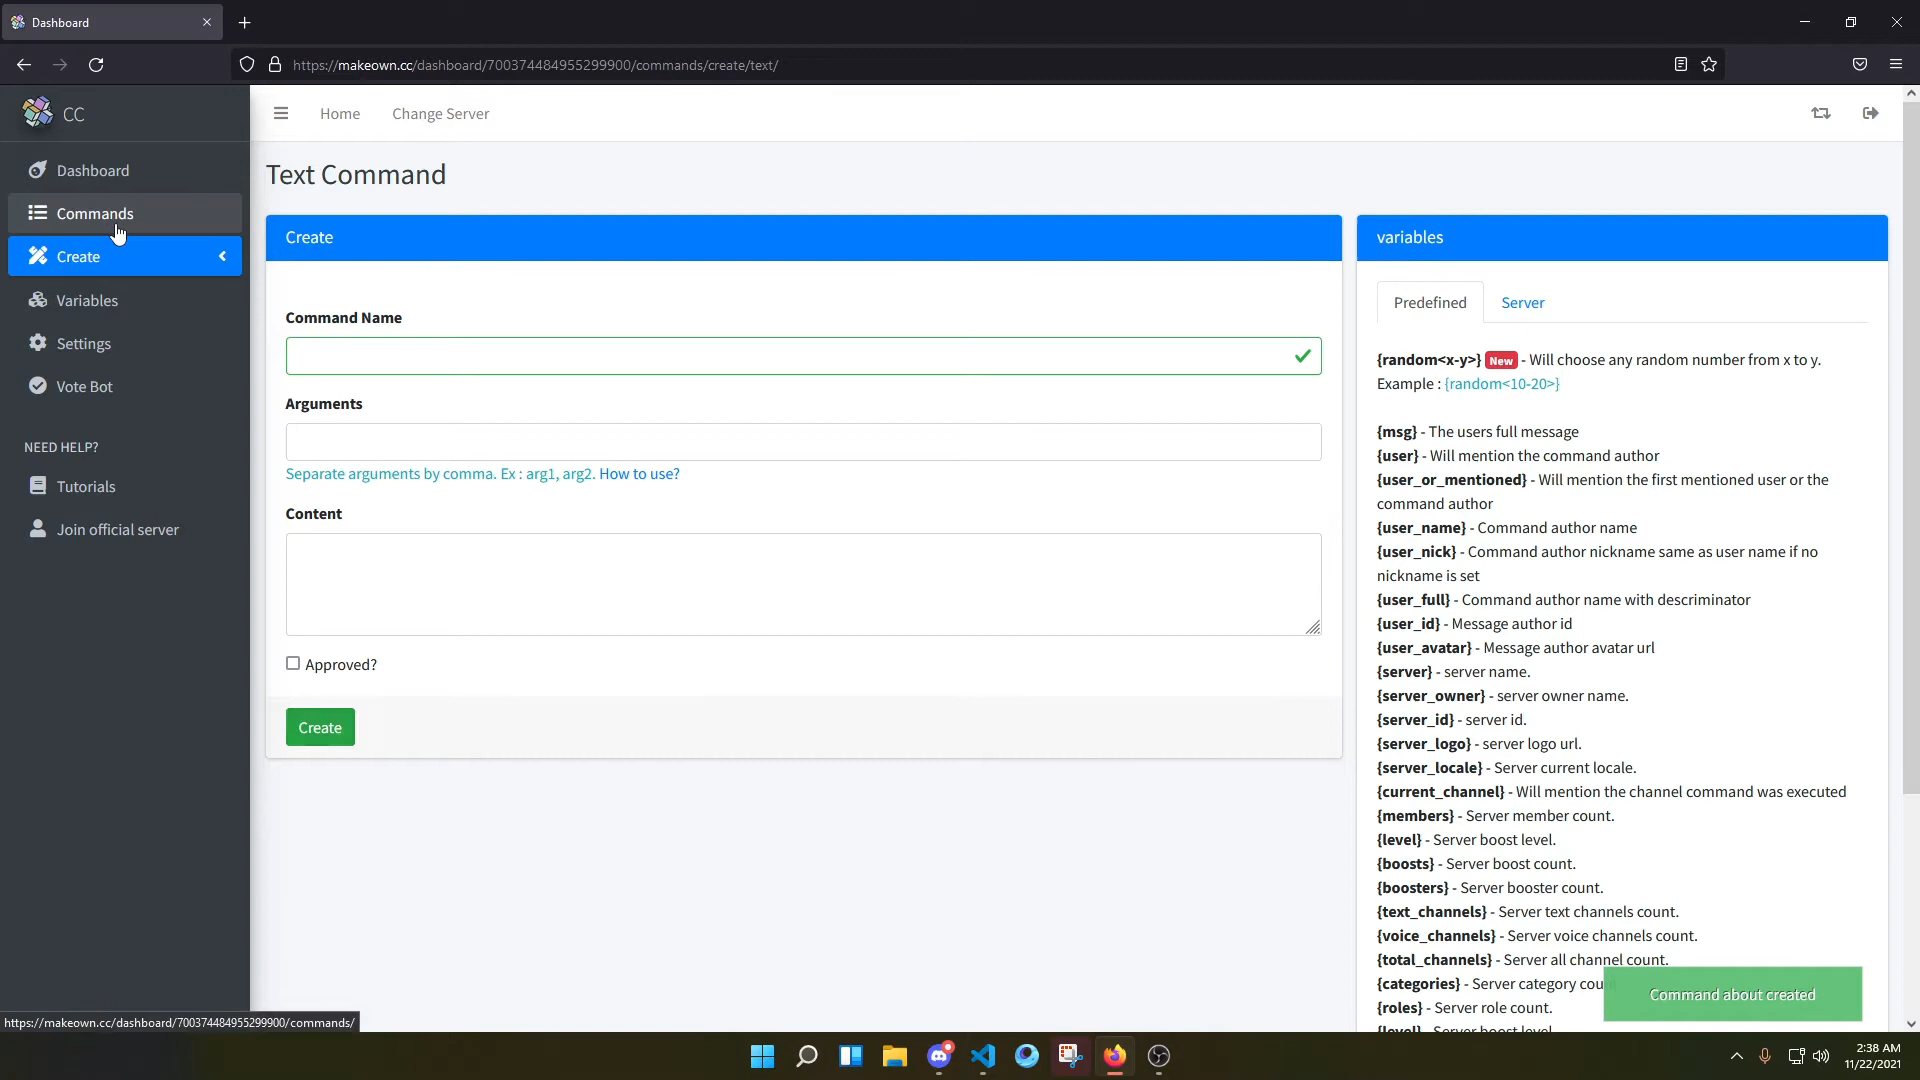 Dashboard
https://makeown.cc/dashboard/700374484955299900/commands/create/text/
CC
Home
Change Server
Dashboard
Commands
Create
Variables
Settings
Vote Bot
NEED HELP?
Tutorials
Join official server
Text Command
Create
Command Name
Arguments
Separate arguments by comma. Ex : arg1, arg2. How to use?
Content
Approved?
Create
variables
Predefined
Server
{random<x-y>} New - Will choose any random number from x to y.
Example : {random<10-20>}
{msg} - The users full message
{user} - Will mention the command author
{user_or_mentioned} - Will mention the first mentioned user or the
command author
{user_name} - Command author name
{user_nick} - Command author nickname same as user name if no
nickname is set
{user_full} - Command author name with descriminator
{user_id} - Message author id
{user_avatar} - Message author avatar url
{server} - server name.
{server_owner} - server owner name.
{server_id} - server id.
{server_logo} - server logo url.
{server_locale} - Server current locale.
{current_channel} - Will mention the channel command was executed
{members} - Server member count.
{level} - Server boost level.
{boosts} - Server boost count.
{boosters} - Server booster count.
{text_channels} - Server text channels count.
{voice_channels} - Server voice channels count.
{total_channels} - Server all channel count.
{categories} - Server category cou
{roles} - Server role count.
{level} - Server boost level
Command about created
https://makeown.cc/dashboard/700374484955299900/commands/
2:38 AM
11/22/2021